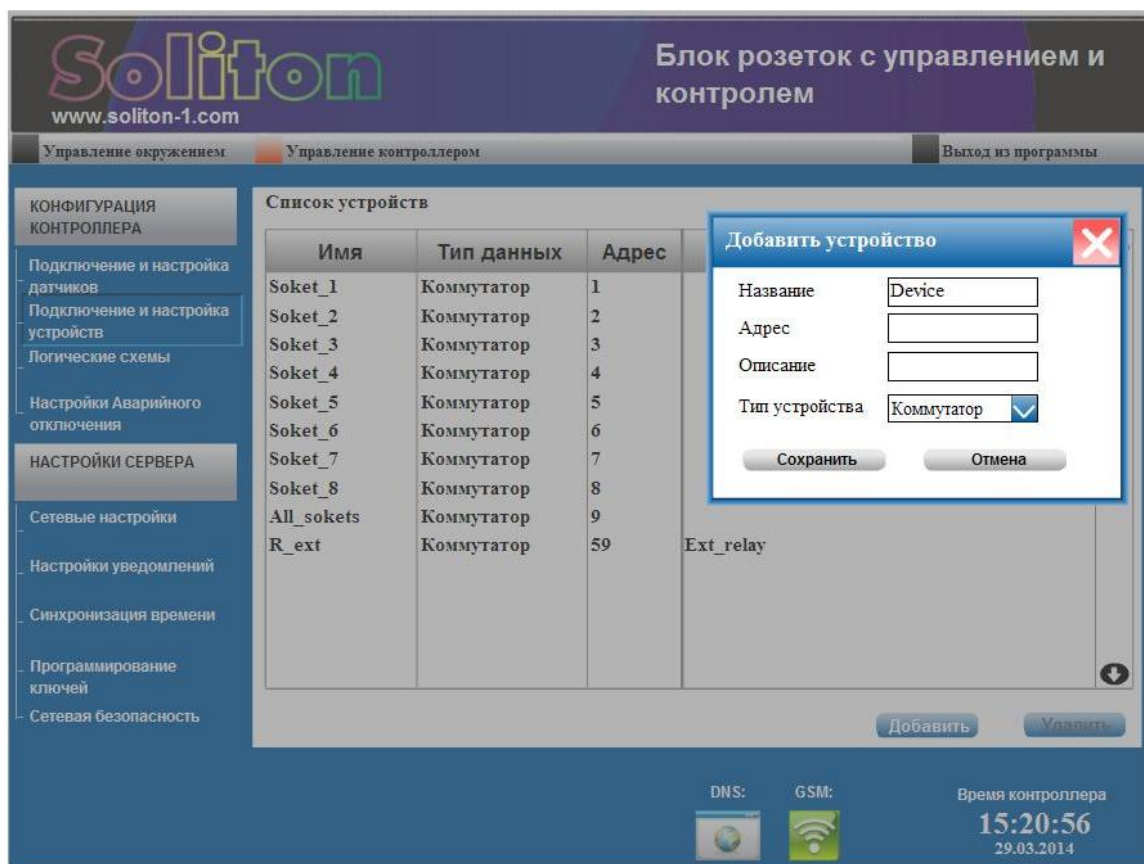 Soliton
www.soliton-1.com
Блок розеток с управлением и
контролем
Управление окружением
Управление контроллером
Выход из программы
КОНФИГУРАЦИЯ
КОНТРОЛЛЕРА
Подключение и настройка
датчиков
Подключение и настройка
устройств
Логические схемы
Настройки Аварийного
отключения
НАСТРОЙКИ СЕРВЕРА
Сетевые настройки
Настройки уведомлений
Синхронизация времени
Программирование
ключей
Сетевая безопасность
Список устройств
Имя Тип данных Адрес
Soket_1 Коммутатор 1
Soket_2 Коммутатор 2
Soket_3 Коммутатор 3
Soket_4 Коммутатор 4
Soket_5 Коммутатор 5
Soket_6 Коммутатор 6
Soket_7 Коммутатор 7
Soket_8 Коммутатор 8
All_sokets Коммутатор 9
R_ext Коммутатор 59 Ext_relay
Добавить устройство
Название Device
Адрес
Описание
Тип устройства Коммутатор
Сохранить Отмена
Добавить Удалить
DNS: GSM:
Время контроллера
15:20:56
29.03.2014